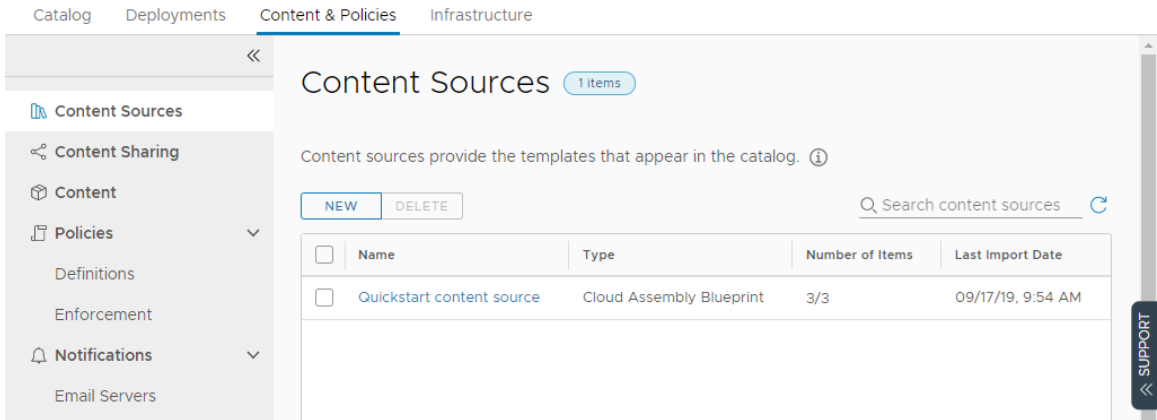 Catalog Deployments Content & Policies Infrastructure
Content Sources
Content Sharing
Content
Policies
Definitions
Enforcement
Notifications
Email Servers
Content Sources 1 items
Content sources provide the templates that appear in the catalog.
NEW DELETE Search content sources
Name Type Number of Items Last Import Date
Quickstart content source Cloud Assembly Blueprint 3/3 09/17/19, 9:54 AM
SUPPORT